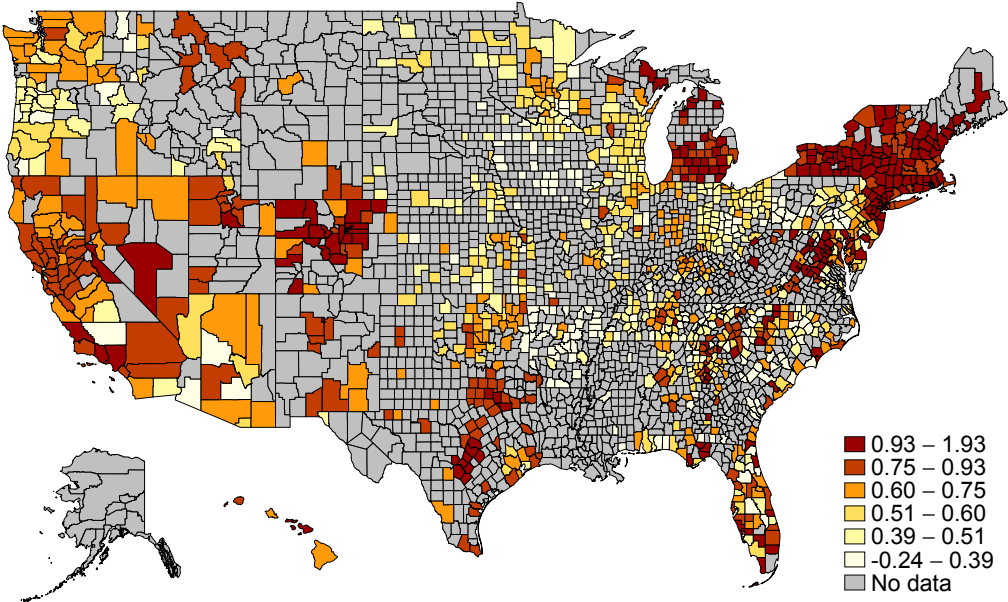 0.93 – 1.93
0.75 – 0.93
0.60 – 0.75
0.51 – 0.60
0.39 – 0.51
-0.24 – 0.39
No data